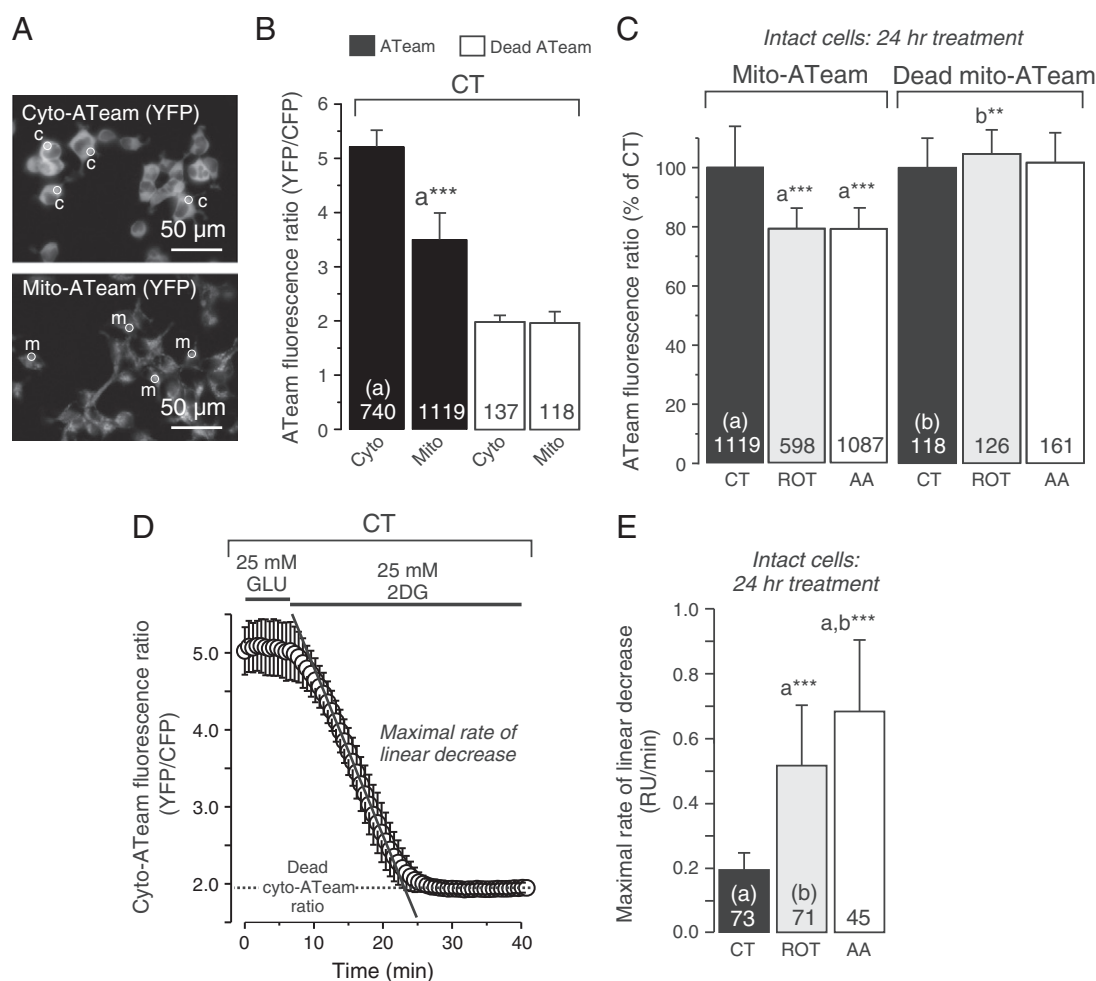 A
Cyto-ATeam (YFP)
c
c
c
c
50 µm
Mito-ATeam (YFP)
m
m
m
m
50 µm
B
ATeam
Dead ATeam
CT
ATeam fluorescence ratio (YFP/CFP)
6
5
4
3
2
1
0
a***
(a)
740
1119
137
118
Cyto
Mito
Cyto
Mito
C
Intact cells: 24 hr treatment
Mito-ATeam
Dead mito-ATeam
ATeam fluorescence ratio (% of CT)
100
80
60
40
20
0
a***
a***
b**
(a)
1119
598
1087
(b)
118
126
161
CT
ROT
AA
CT
ROT
AA
D
CT
25 mM
GLU
25 mM
2DG
Cyto-ATeam fluorescence ratio
(YFP/CFP)
5.0
4.0
3.0
2.0
Maximal rate of
linear decrease
Dead
cyto-ATeam
ratio
0
10
20
30
40
Time (min)
E
Intact cells:
24 hr treatment
Maximal rate of linear decrease
(RU/min)
1.0
0.8
0.6
0.4
0.2
0.0
a***
a,b***
(a)
73
(b)
71
45
CT
ROT
AA